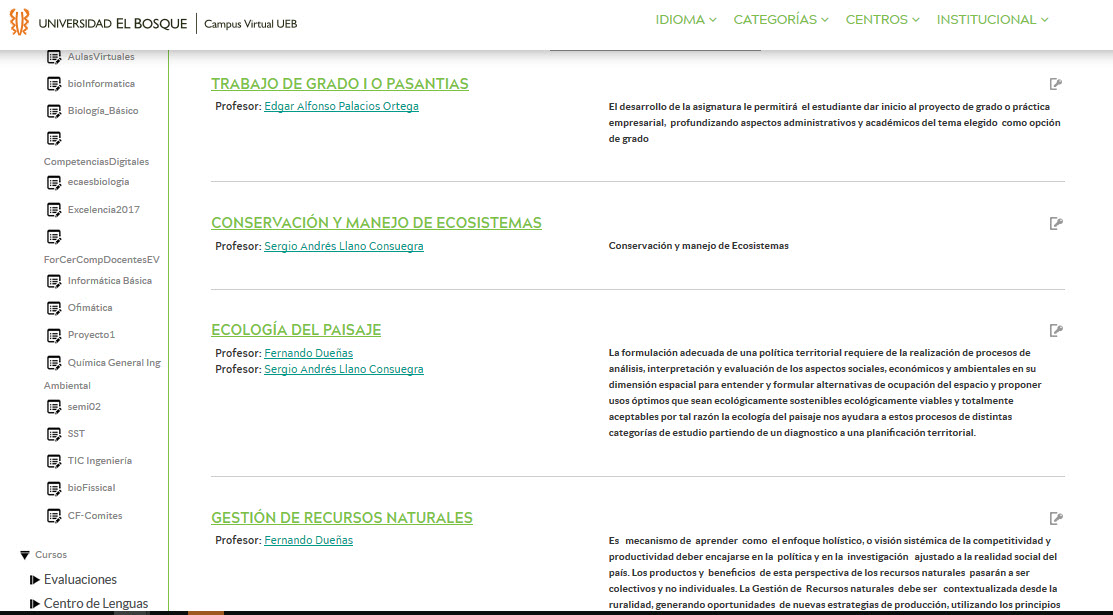 UNIVERSIDAD EL BOSQUE Campus Virtual UEB
IDIOMA CATEGORÍAS CENTROS INSTITUCIONAL
AulasVirtuales
bioInformatica
Biología_Básico
CompetenciasDigitales
ecaesbiologia
Excelencia2017
ForCerCompDocentesEV
Informática Básica
Ofimática
Proyecto1
Química General Ing
Ambiental
semi02
SST
TIC Ingeniería
bioFissical
CF-Comites
Cursos
Evaluaciones
Centro de Lenguas
TRABAJO DE GRADO I O PASANTIAS
Profesor: Edgar Alfonso Palacios Ortega
El desarrollo de la asignatura le permitirá el estudiante dar inicio al proyecto de grado o práctica
empresarial, profundizando aspectos administrativos y académicos del tema elegido como opción
de grado
CONSERVACIÓN Y MANEJO DE ECOSISTEMAS
Profesor: Sergio Andrés Llano Consuegra
Conservación y manejo de Ecosistemas
ECOLOGÍA DEL PAISAJE
Profesor: Fernando Dueñas
Profesor: Sergio Andrés Llano Consuegra
La formulación adecuada de una política territorial requiere de la realización de procesos de
análisis, interpretación y evaluación de los aspectos sociales, económicos y ambientales en su
dimensión espacial para entender y formular alternativas de ocupación del espacio y proponer
usos óptimos que sean ecológicamente sostenibles ecológicamente viables y totalmente
aceptables por tal razón la ecología del paisaje nos ayudara a estos procesos de distintas
categorías de estudio partiendo de un diagnostico a una planificación territorial.
GESTIÓN DE RECURSOS NATURALES
Profesor: Fernando Dueñas
Es mecanismo de aprender como el enfoque holístico, o visión sistémica de la competitividad y
productividad deber encajarse en la política y en la investigación ajustado a la realidad social del
país. Los productos y beneficios de esta perspectiva de los recursos naturales pasarán a ser
colectivos y no individuales. La Gestión de Recursos naturales debe ser contextualizada desde la
ruralidad, generando oportunidades de nuevas estrategias de producción, utilizando los principios